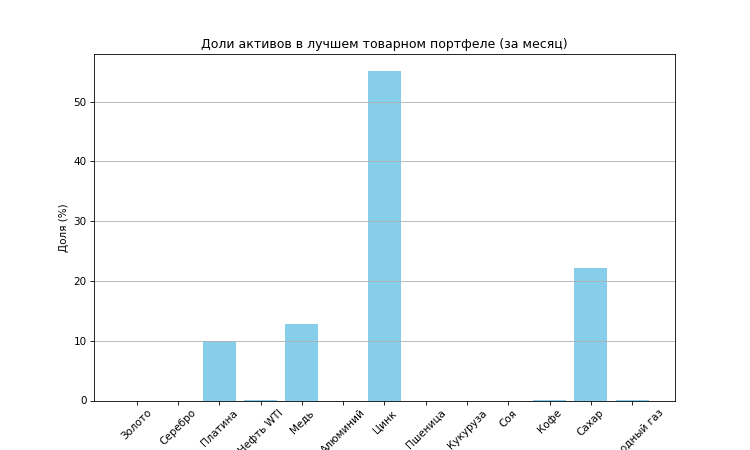 Доли активов в лучшем товарном портфеле (за месяц)
Доля (%)
50
40
30
20
10
0
Золото
Серебро
Платина
Нефть WTI
Медь
Алюминий
Цинк
Пшеница
Кукуруза
Соя
Кофе
Сахар
одный газ